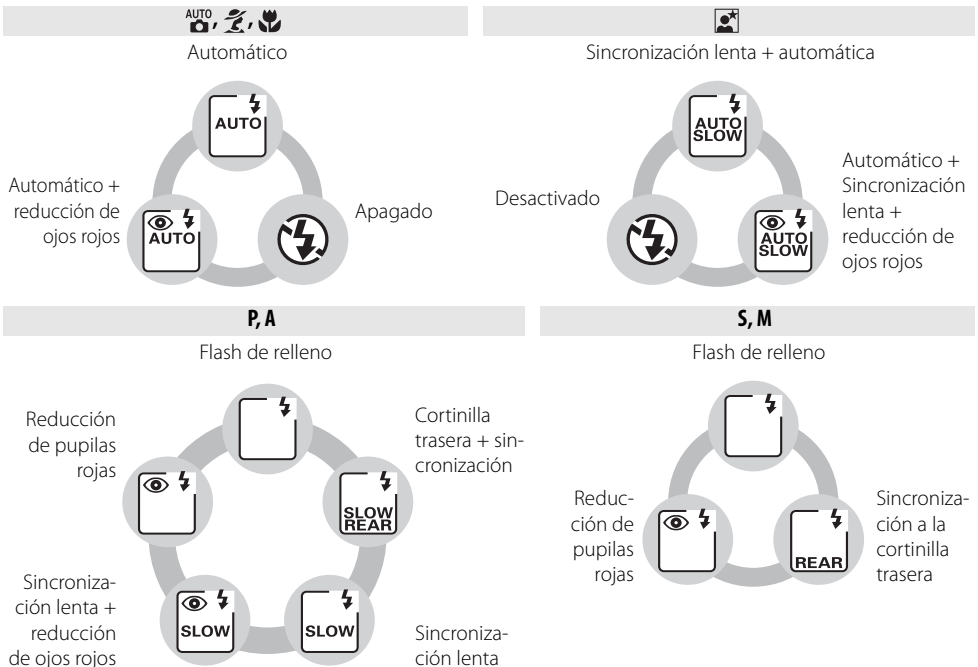 AUTO , ,
Automático
AUTO
Automático +
reducción de
ojos rojos
AUTO
Apagado
Sincronización lenta + automática
AUTO
SLOW
Desactivado
AUTO
SLOW
Automático +
Sincronización
lenta +
reducción de
ojos rojos
P, A
Flash de relleno
Reducción
de pupilas
rojas
Cortinilla
trasera + sin-
cronización
SLOW
REAR
Sincroniza-
ción lenta +
reducción
de ojos rojos
SLOW
SLOW
Sincroniza-
ción lenta
S, M
Flash de relleno
Reduc-
ción de
pupilas
rojas
REAR
Sincroniza-
ción a la
cortinilla
trasera